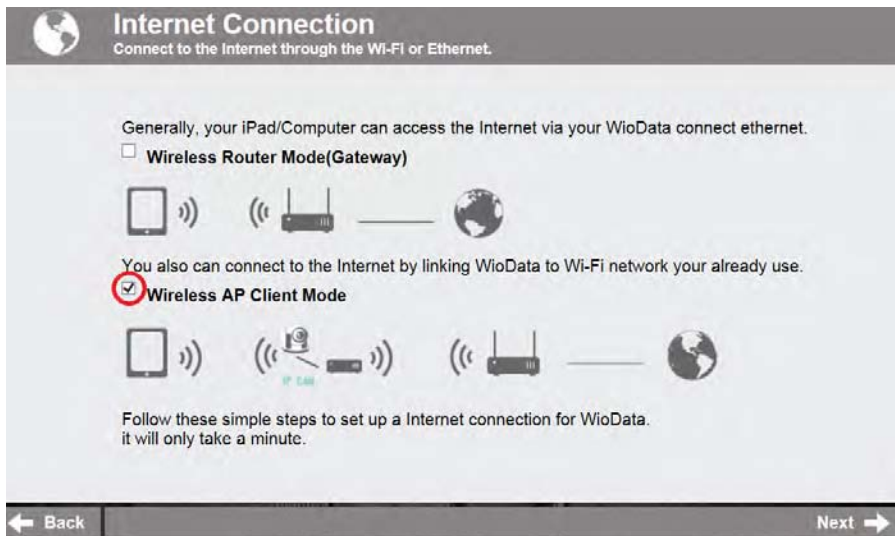 Internet Connection
Connect to the Internet through the Wi-Fi or Ethernet.
Generally, your iPad/Computer can access the Internet via your WioData connect ethernet.
Wireless Router Mode(Gateway)
You also can connect to the Internet by linking WioData to Wi-Fi network your already use.
Wireless AP Client Mode
IP CAM
Follow these simple steps to set up a Internet connection for WioData.
it will only take a minute.
Back
Next